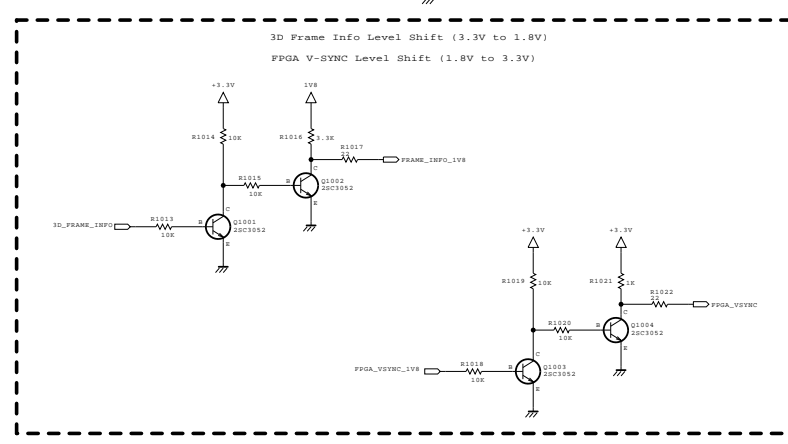 3D Frame Info Level Shift (3.3V to 1.8V)
FPGA V-SYNC Level Shift (1.8V to 3.3V)
+3.3V
1V8
R1014
10K
R1016
3.3K
R1017
22
FRAME_INFO_1V8
C
R1015
10K
B
Q1002
2SC3052
E
3D_FRAME_INFO
R1013
10K
B
C
Q1001
2SC3052
E
+3.3V
+3.3V
R1019
10K
R1021
1K
R1022
22
FPGA_VSYNC
C
R1020
10K
B
Q1004
2SC3052
E
FPGA_VSYNC_1V8
R1018
10K
B
C
Q1003
2SC3052
E